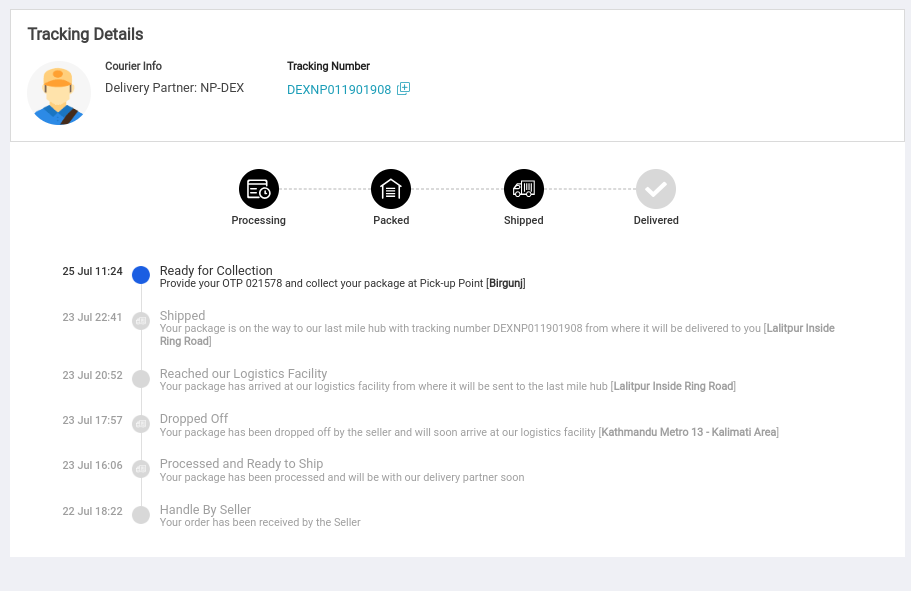 Tracking Details
Courier Info
Delivery Partner: NP-DEX
Tracking Number
DEXNP011901908
Processing
Packed
Shipped
Delivered
25 Jul 11:24
Ready for Collection
Provide your OTP 021578 and collect your package at Pick-up Point [Birgunj]
23 Jul 22:41
Shipped
Your package is on the way to our last mile hub with tracking number DEXNP011901908 from where it will be delivered to you [Lalitpur Inside
Ring Road]
23 Jul 20:52
Reached our Logistics Facility
Your package has arrived at our logistics facility from where it will be sent to the last mile hub [Lalitpur Inside Ring Road]
23 Jul 17:57
Dropped Off
Your package has been dropped off by the seller and will soon arrive at our logistics facility [Kathmandu Metro 13 - Kalimati Area]
23 Jul 16:06
Processed and Ready to Ship
Your package has been processed and will be with our delivery partner soon
22 Jul 18:22
Handle By Seller
Your order has been received by the Seller